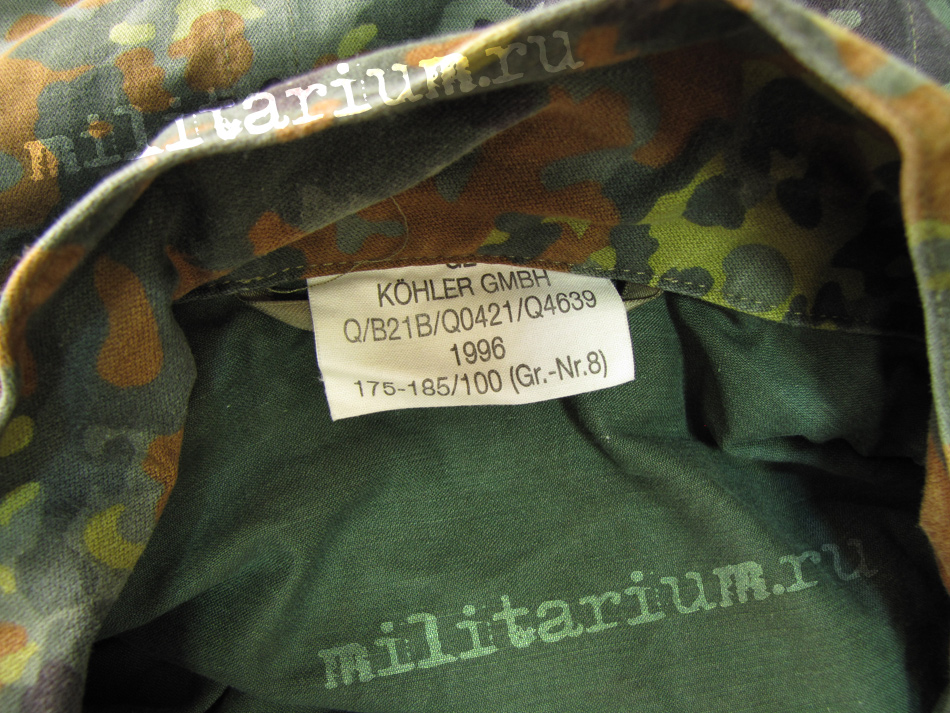 militarium.ru
KÖHLER GMBH
Q/B21B/Q0421/Q4639
1996
175-185/100 (Gr.-Nr.8)
militarium.ru